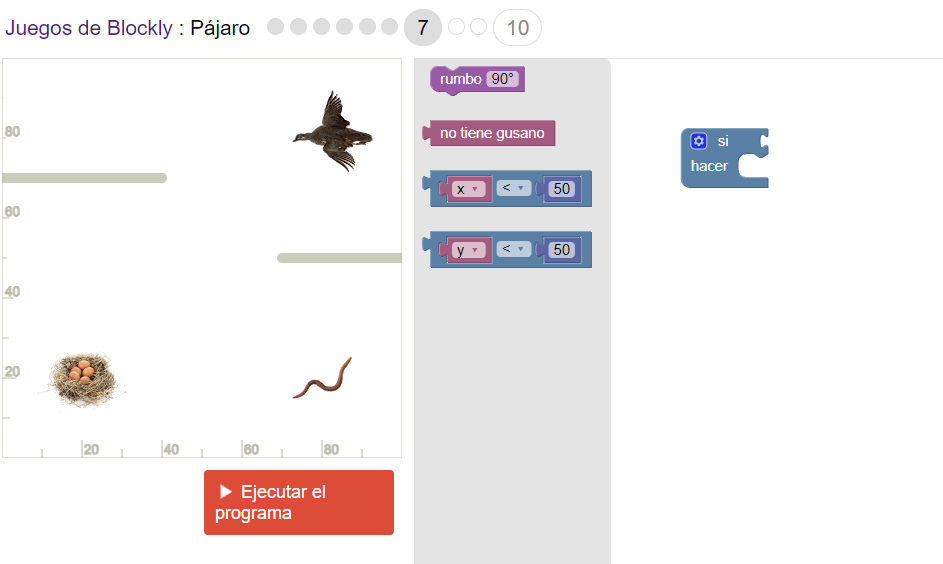 Juegos de Blockly : Pájaro 7 10
80
60
40
20
20 40 60 80
Ejecutar el
programa
rumbo 90°
no tiene gusano
x < 50
y < 50
si
hacer